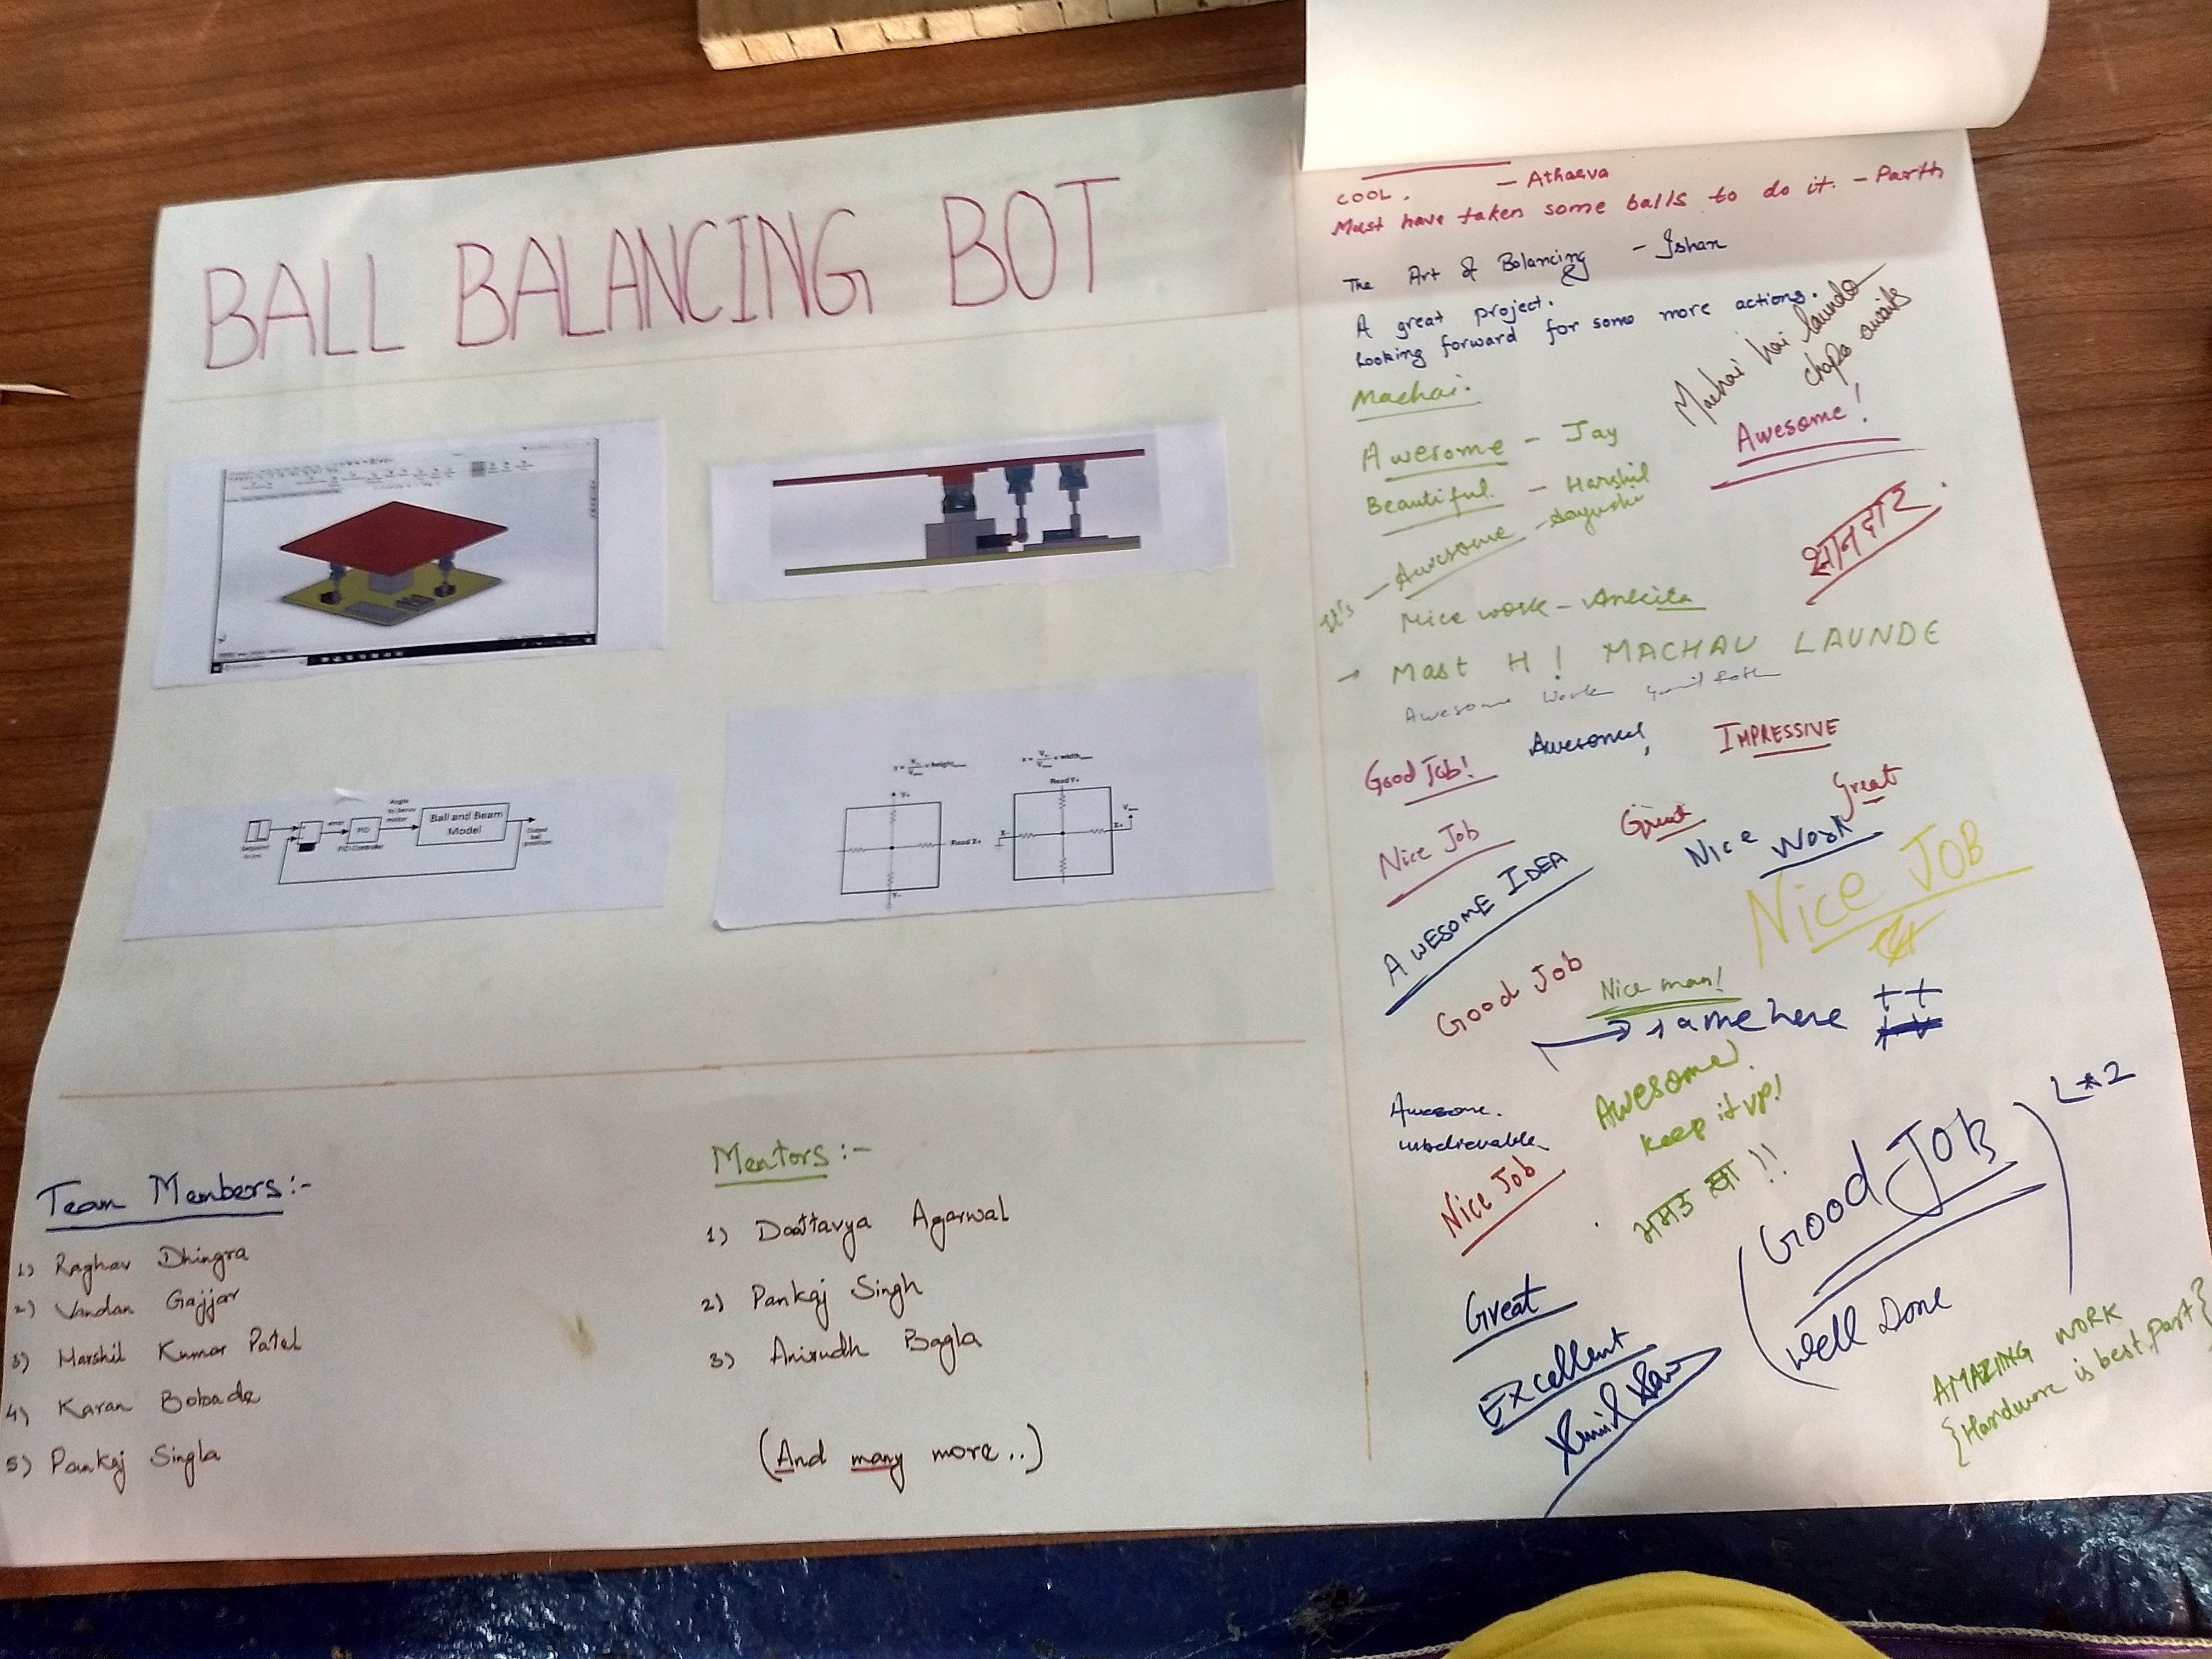 BALL BALANCING BOT
Setpoint
error
PID
PID Controller
Angle
to Servo
motor
Ball and Beam
Model
Output
ball
position
V+
Read X+
V-
Read Y+
X-
X+
Team Members:-
1) Raghav Dhingra
2) Vandan Gajjar
3) Harshil Kumar Patel
4) Karan Bobade
5) Pankaj Singla
Mentors:-
1) Daattavya Agarwal
2) Pankaj Singh
3) Anirudh Bagla
(And many more..)
COOL. - Atharva
Must have taken some balls to do it. - Parth
The Art of Balancing - Ishan
A great project.
Looking forward for some more actions.
Machai hai launde
Machai.
Awesome - Jay
Awesome!
Beautiful - Harshil
It's - Awesome - Aayushi
शानदार
Nice work - Ankita
→ Mast H! MACHAU LAUNDE
Awesome Work
Good Job! Awesome IMPRESSIVE
Nice Job Great Great
Nice Work
AWESOME IDEA
Nice JOB
Good Job
Nice man!
→ same here ++
Awesome.
unbelievable
Awesome.
keep it up!
Nice Job
ਅਸਤ
(Good JOB
Well Done)
Great
Excellent
AMAZING WORK
{Hardware is best part}